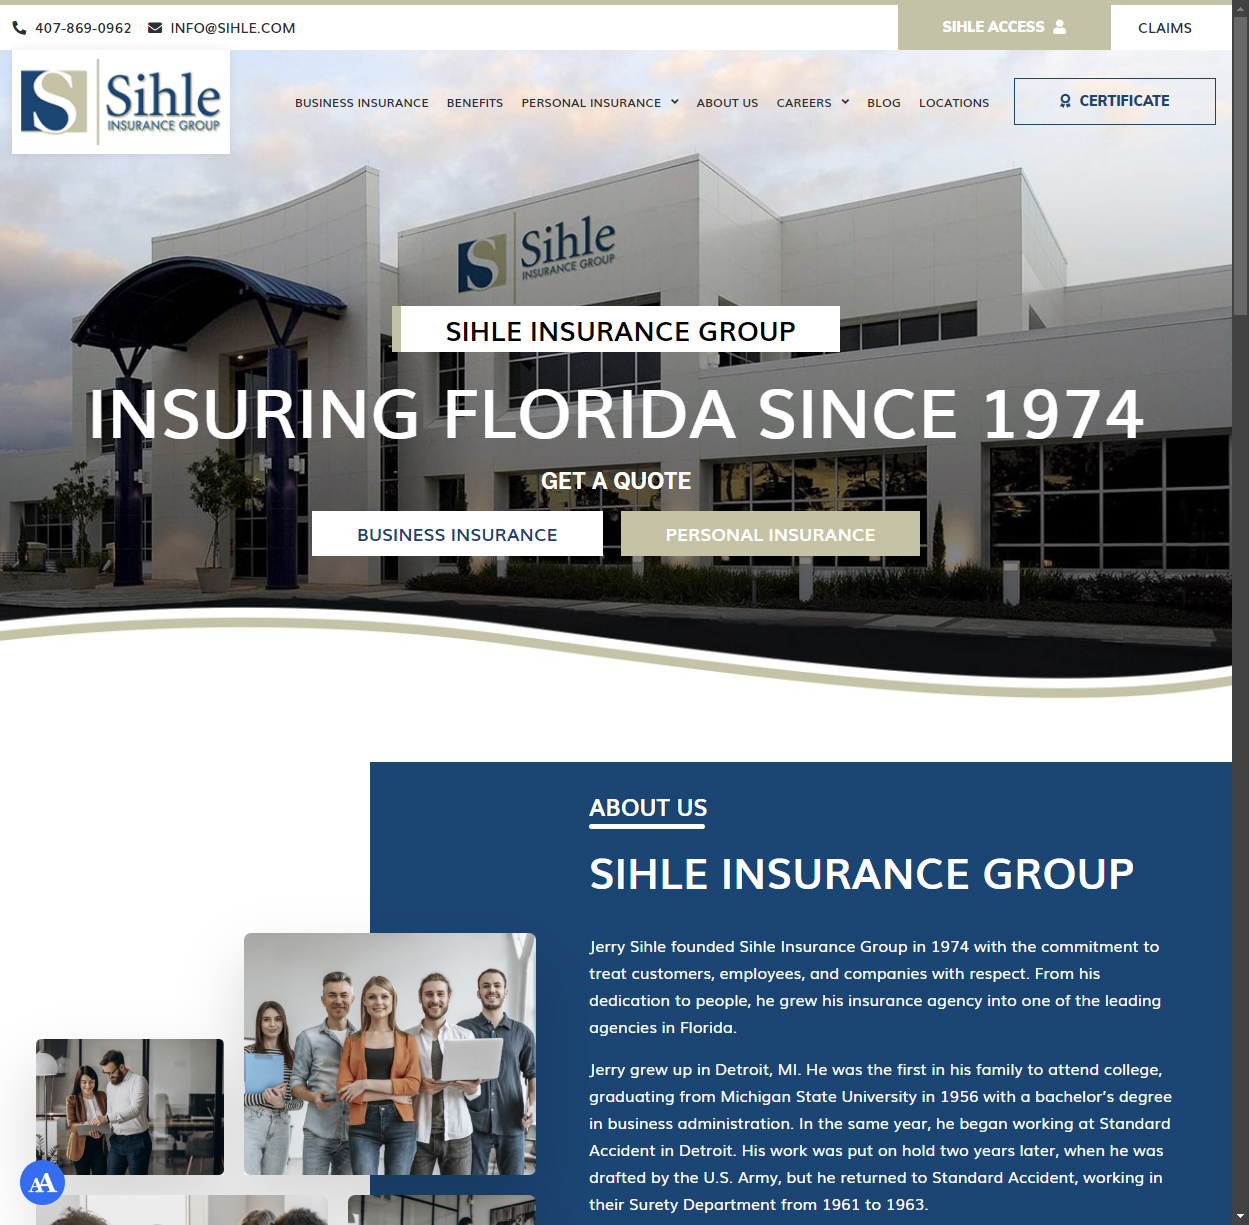 407-869-0962 INFO@SIHLE.COM SIHLE ACCESS CLAIMS
Sihle
INSURANCE GROUP
BUSINESS INSURANCE BENEFITS PERSONAL INSURANCE ABOUT US CAREERS BLOG LOCATIONS CERTIFICATE
S Sihle
INSURANCE GROUP
SIHLE INSURANCE GROUP
INSURING FLORIDA SINCE 1974
GET A QUOTE
BUSINESS INSURANCE PERSONAL INSURANCE
ABOUT US
SIHLE INSURANCE GROUP
Jerry Sihle founded Sihle Insurance Group in 1974 with the commitment to
treat customers, employees, and companies with respect. From his
dedication to people, he grew his insurance agency into one of the leading
agencies in Florida.
Jerry grew up in Detroit, MI. He was the first in his family to attend college,
graduating from Michigan State University in 1956 with a bachelor’s degree
in business administration. In the same year, he began working at Standard
Accident in Detroit. His work was put on hold two years later, when he was
drafted by the U.S. Army, but he returned to Standard Accident, working in
their Surety Department from 1961 to 1963.
AA